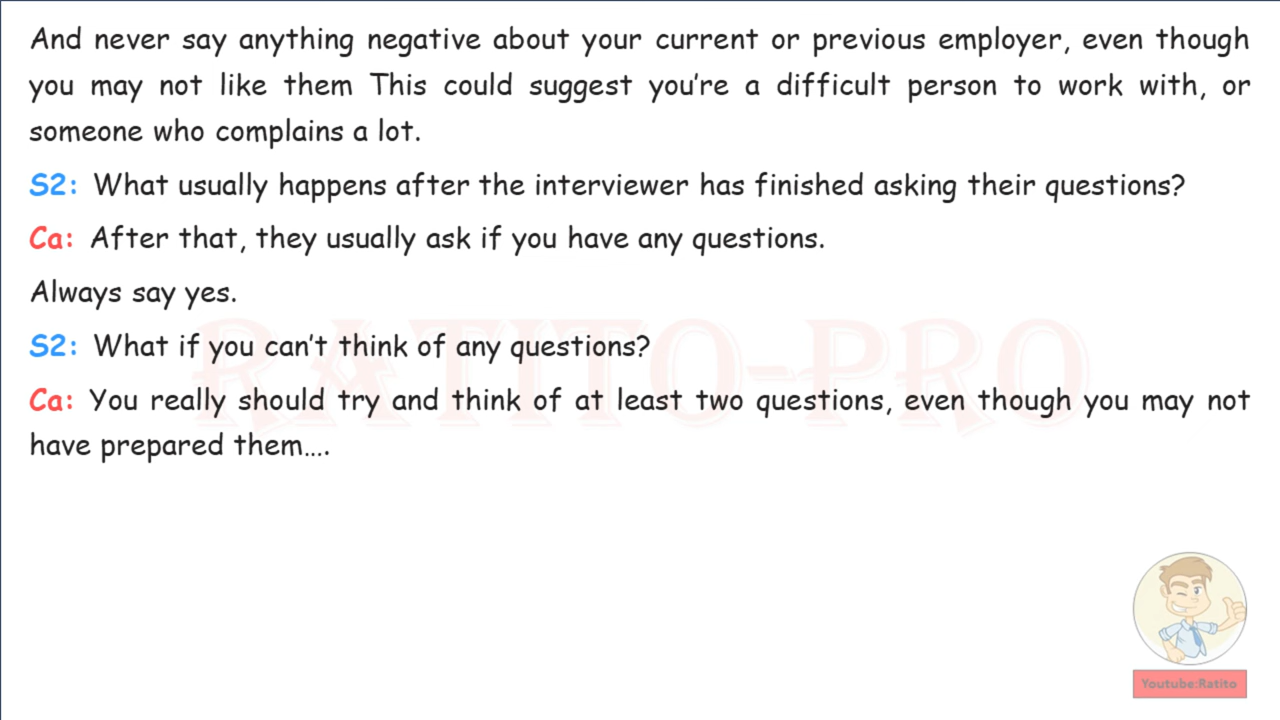 And never say anything negative about your current or previous employer, even though
you may not like them This could suggest you're a difficult person to work with, or
someone who complains a lot.
S2: What usually happens after the interviewer has finished asking their questions?
Ca: After that, they usually ask if you have any questions.
Always say yes.
S2: What if you can't think of any questions?
RATITO-PRO
Ca: You really should try and think of at least two questions, even though you may not
have prepared them....
Youtube:Ratito